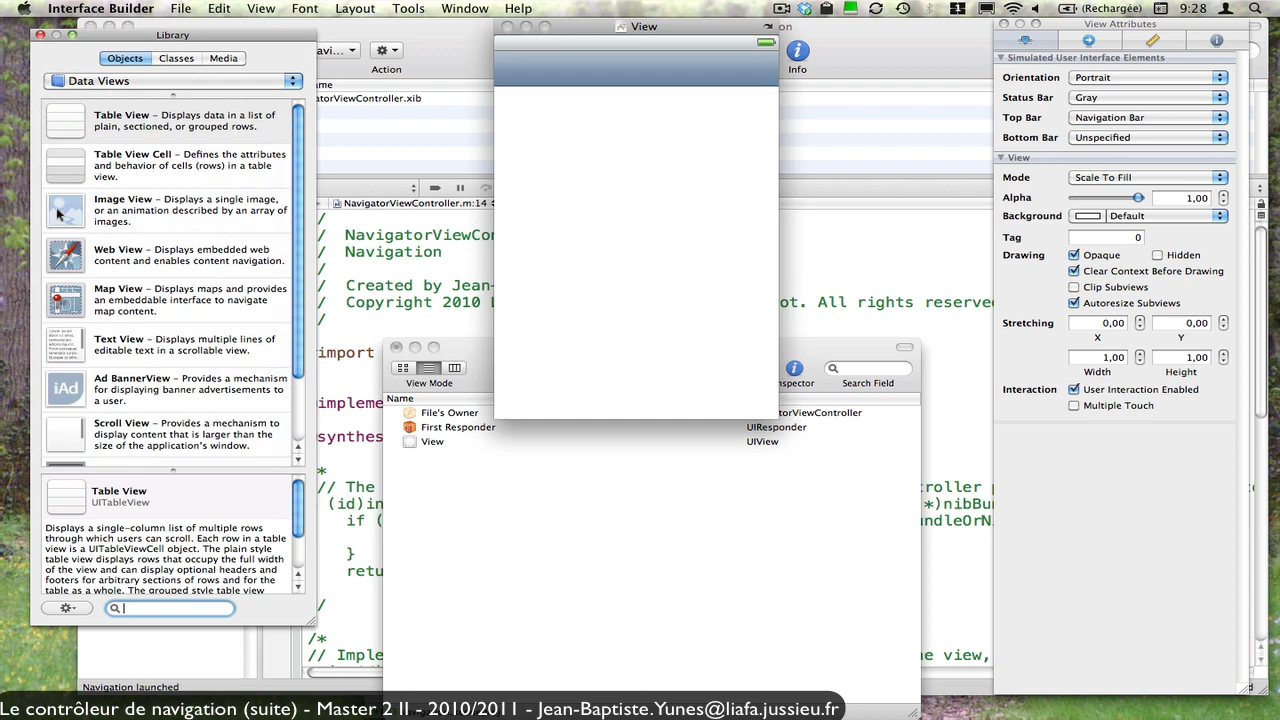 Interface Builder File Edit View Font Layout Tools Window Help (Rechargée) 9:28
Library
Objects Classes Media
Data Views
Table View – Displays data in a list of
plain, sectioned, or grouped rows.
Table View Cell – Defines the attributes
and behavior of cells (rows) in a table
view.
Image View – Displays a single image,
or an animation described by an array of
images.
Web View – Displays embedded web
content and enables content navigation.
Map View – Displays maps and provides
an embeddable interface to navigate
map content.
Text View – Displays multiple lines of
editable text in a scrollable view.
iAd
Ad BannerView – Provides a mechanism
for displaying banner advertisements to
a user.
Scroll View – Provides a mechanism to
display content that is larger than the
size of the application's window.
Table View
UITableView
Displays a single-column list of multiple rows
through which users can scroll. Each row in a table
view is a UITableViewCell object. The plain style
table view displays rows that occupy the full width
of the view and can display optional headers and
footers for arbitrary sections of rows and for the
table as a whole. The grouped style table view
Action
Info
atorViewController.xib
View
NavigatorViewController.m:14
/
/ NavigatorViewCon
/ Navigation
/
/ Created by Jean-
/ Copyright 2010 L ot. All rights reserved
/
import
impleme
synthes
*
// The
(id)in
if (
}
retu
/
/*
// Implem e the view,
ller p
*)nibBu
undleOrNi
View Mode
Search Field
Name
File's Owner atorViewController
First Responder UIResponder
View UIView
View Attributes
Simulated User Interface Elements
Orientation Portrait
Status Bar Gray
Top Bar Navigation Bar
Bottom Bar Unspecified
View
Mode Scale To Fill
Alpha 1,00
Background Default
Tag 0
Drawing Opaque Hidden
Clear Context Before Drawing
Clip Subviews
Autoresize Subviews
Stretching 0,00 0,00
X Y
1,00 1,00
Width Height
Interaction User Interaction Enabled
Multiple Touch
Navigation launched
Le contrôleur de navigation (suite) - Master 2 II - 2010/2011 - Jean-Baptiste.Yunes@liafa.jussieu.fr